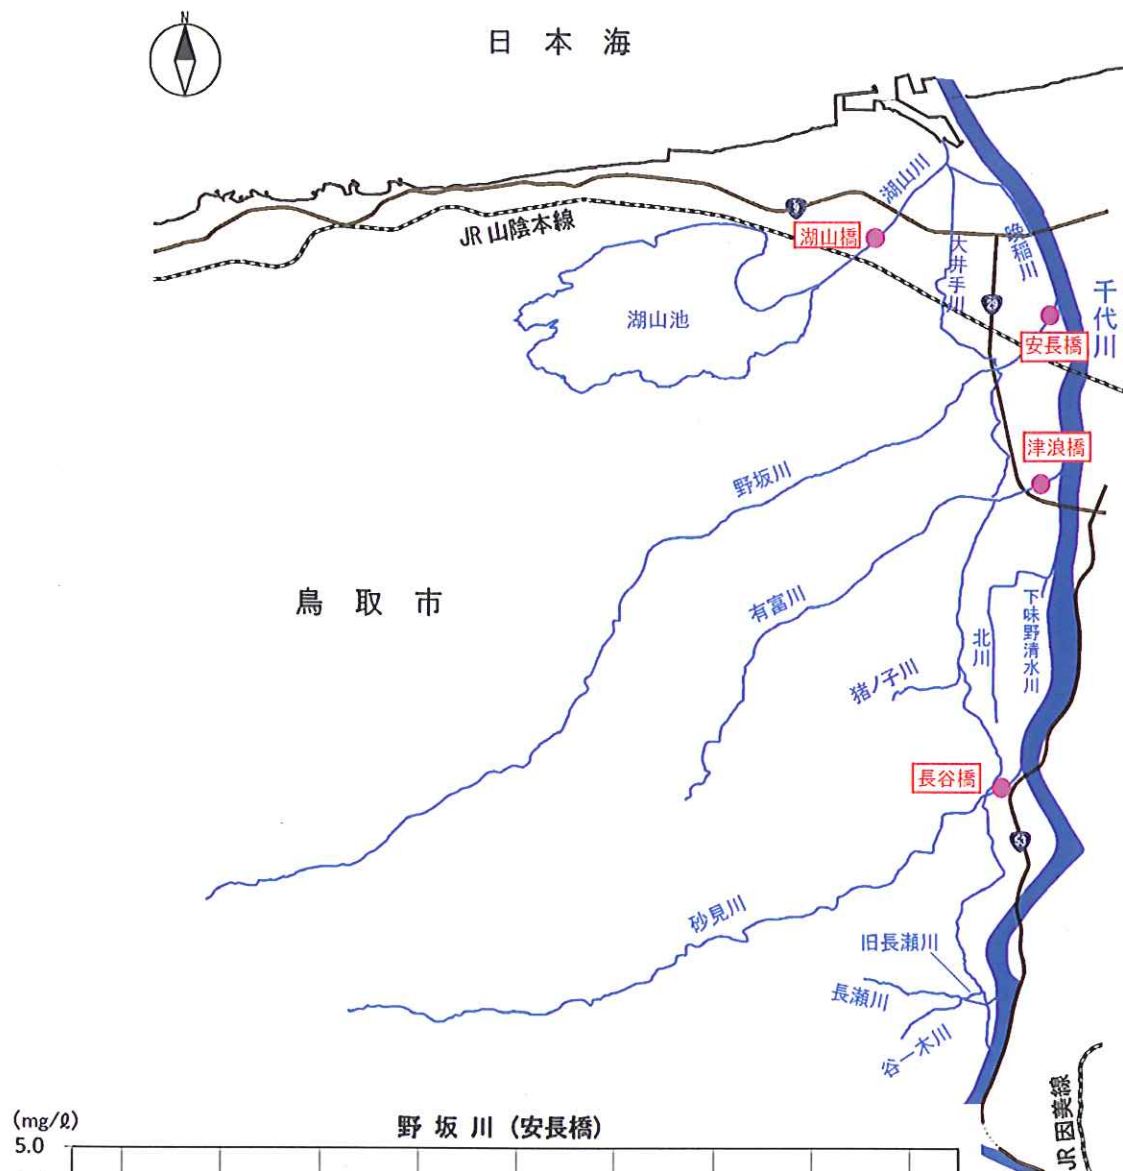 N
日本海
湖山川
9
JR山陰本線
湖山橋
大井手川
晩稲川
千代川
29
湖山池
安長橋
津浪橋
野坂川
鳥取市
有富川
北川
下味野清水川
猪ノ子川
長谷橋
53
砂見川
旧長瀬川
長瀬川
谷一木川
JR因美線
(mg/ℓ)
野坂川(安長橋)
5.0